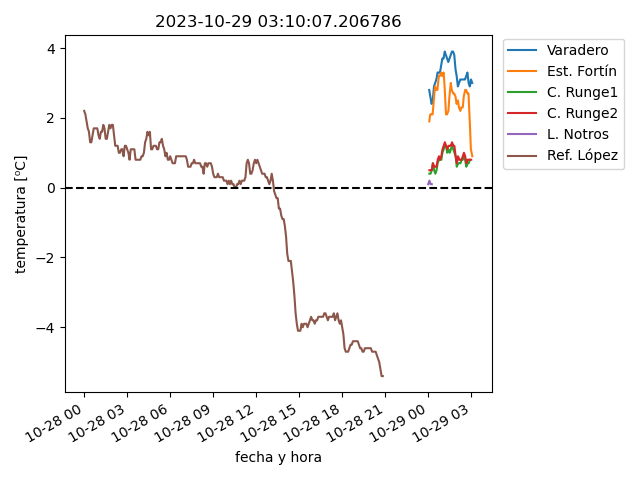 2023-10-29 03:10:07.206786
4
2
0
−2
−4
temperatura [°C]
10-28 00
10-28 03
10-28 06
10-28 09
10-28 12
10-28 15
10-28 18
10-28 21
10-29 00
10-29 03
fecha y hora
Varadero
Est. Fortín
C. Runge1
C. Runge2
L. Notros
Ref. López